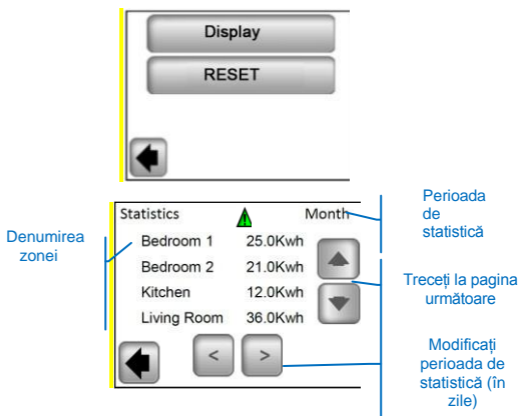 Display
RESET
Statistics Month
Bedroom 1 25.0Kwh
Bedroom 2 21.0Kwh
Kitchen 12.0Kwh
Living Room 36.0Kwh
< >
Denumirea
zonei
Perioada
de
statistică
Treceți la pagina
următoare
Modificați
perioada de
statistică (în
zile)